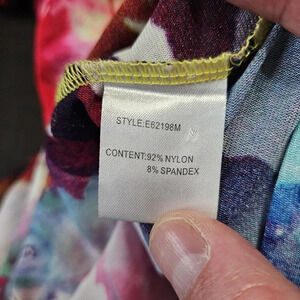 STYLE:E62198M
CONTENT:92% NYLON
8% SPANDEX